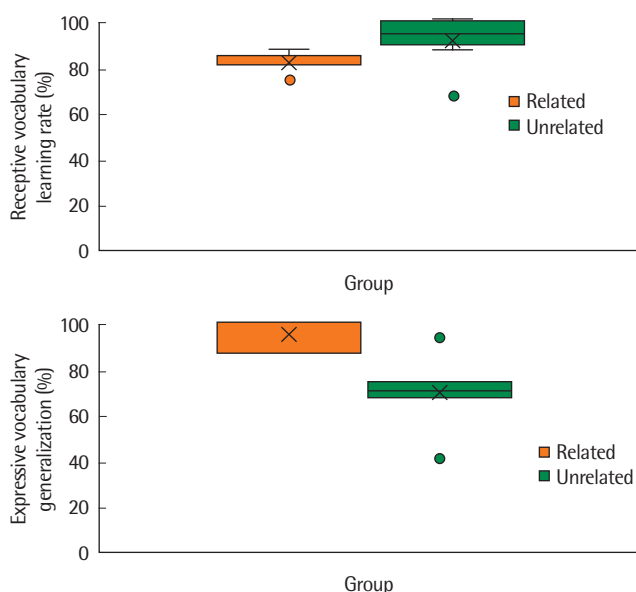 Receptive vocabulary
learning rate (%)
100
80
60
40
20
0
Related
Unrelated
Group
Expressive vocabulary
generalization (%)
100
80
60
40
20
0
Related
Unrelated
Group